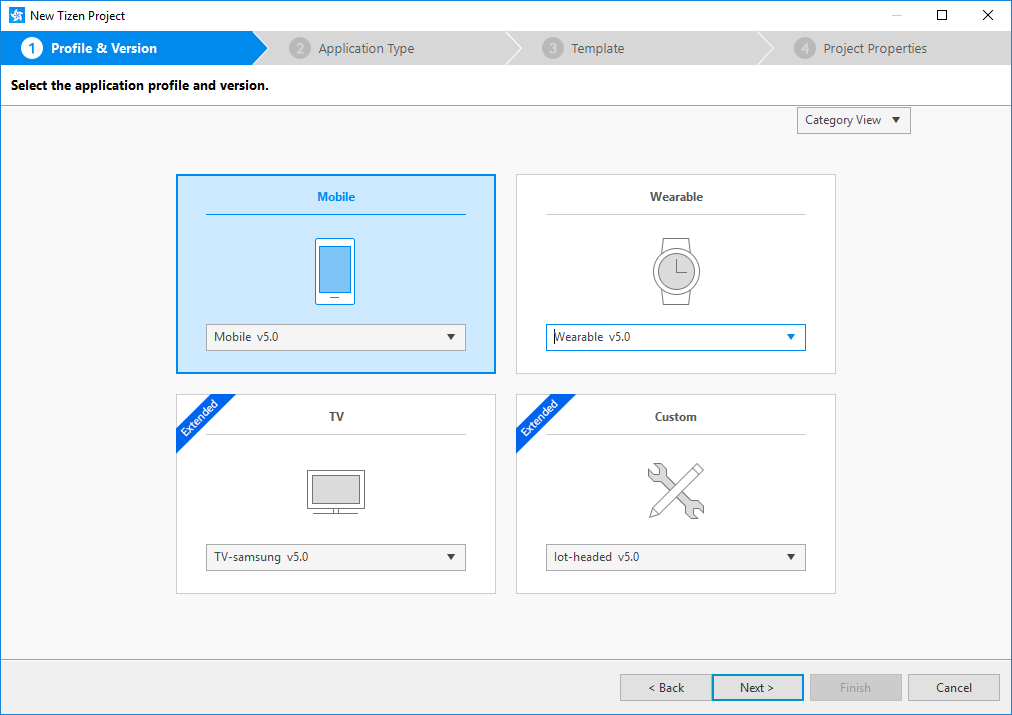 New Tizen Project
1 Profile & Version
2 Application Type
3 Template
4 Project Properties
Select the application profile and version.
Category View
Mobile
Mobile v5.0
Wearable
Wearable v5.0
Extended
TV
TV-samsung v5.0
Extended
Custom
Iot-headed v5.0
< Back
Next >
Finish
Cancel